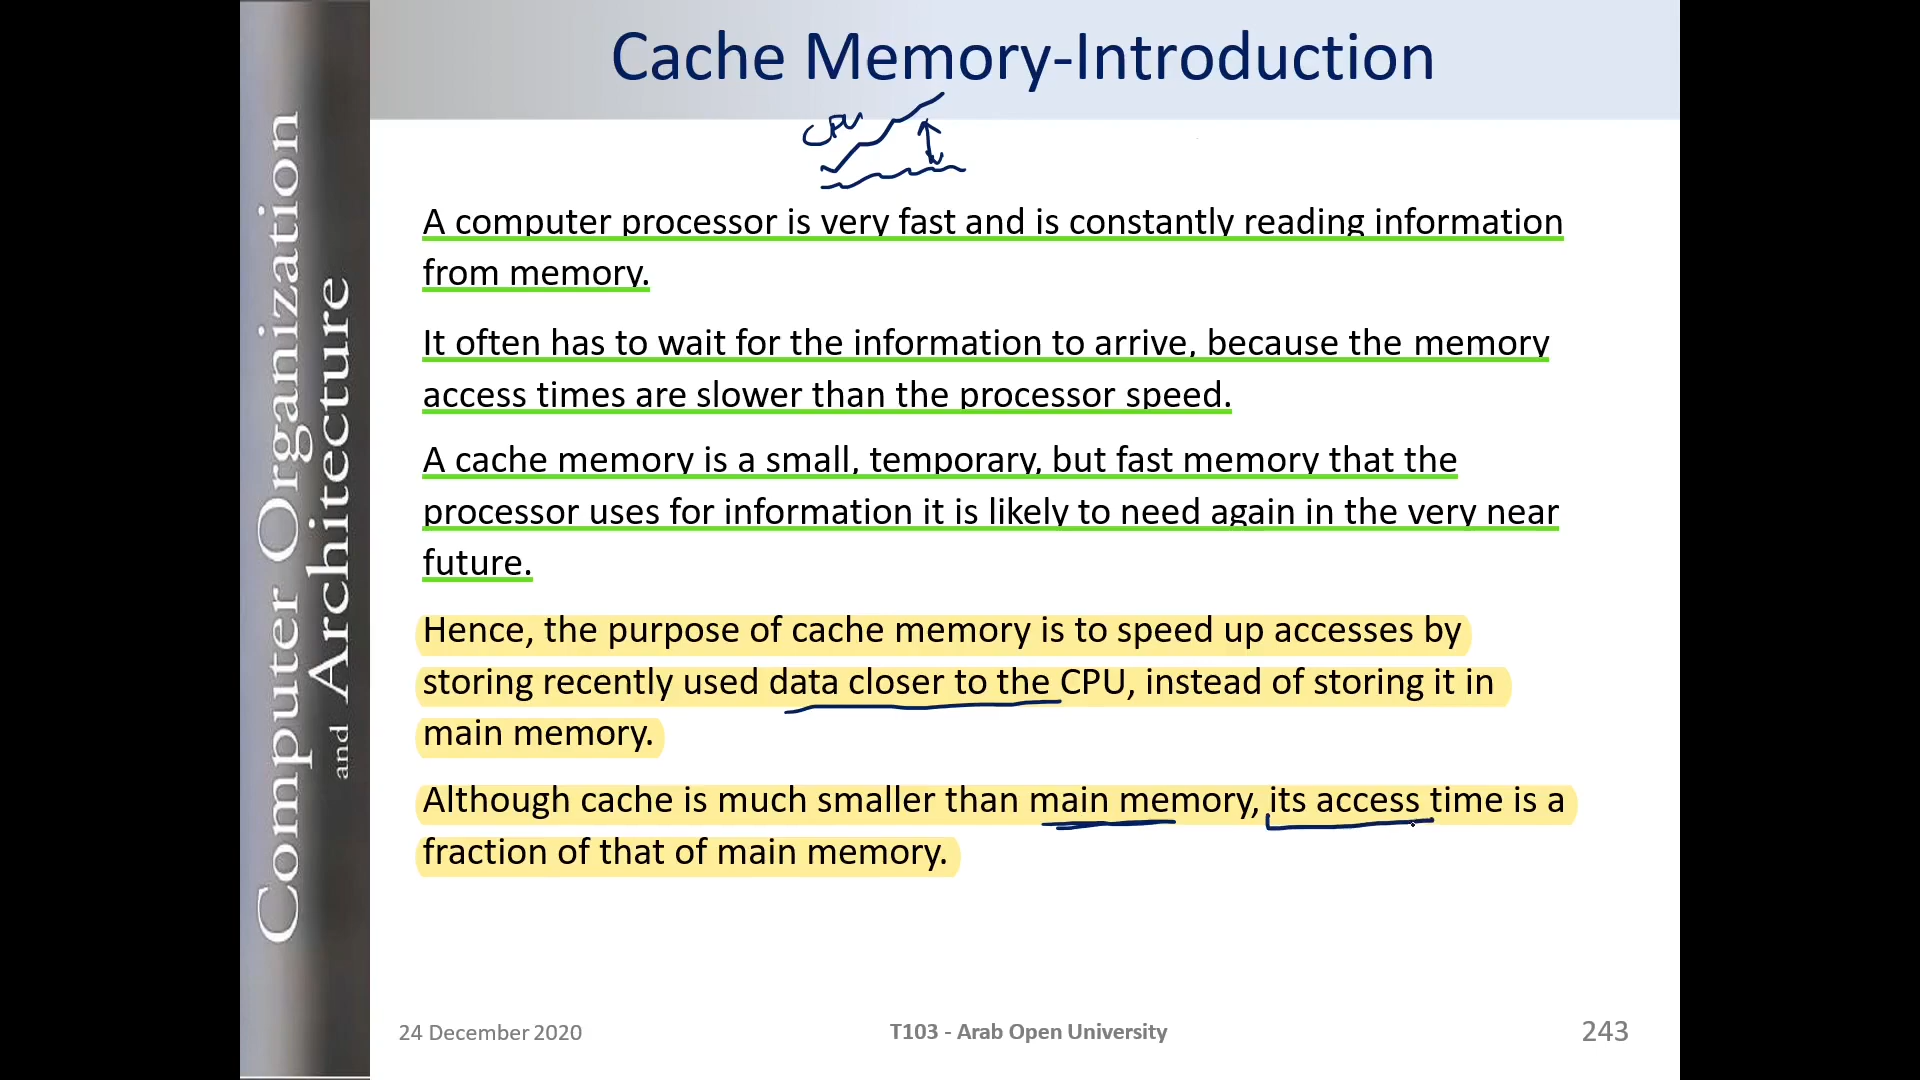 Cache Memory-Introduction
CPU
A computer processor is very fast and is constantly reading information
from memory.
It often has to wait for the information to arrive, because the memory
access times are slower than the processor speed.
A cache memory is a small, temporary, but fast memory that the
processor uses for information it is likely to need again in the very near
future.
Hence, the purpose of cache memory is to speed up accesses by
storing recently used data closer to the CPU, instead of storing it in
main memory.
Although cache is much smaller than main memory, its access time is a
fraction of that of main memory.
Computer Organization
and Architecture
24 December 2020
T103 - Arab Open University
243